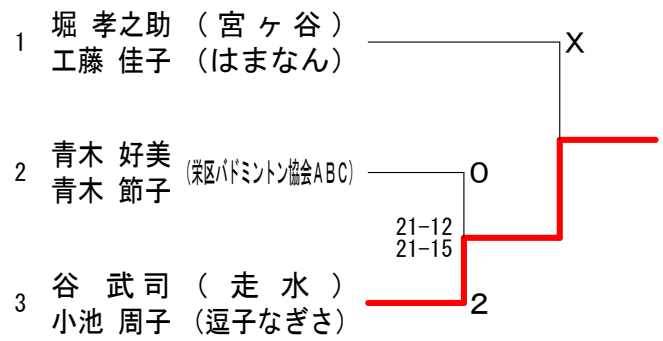 1 堀 孝之助 (宮ヶ谷) X
工藤 佳子 (はまなん)
2 青木 好美 (栄区バドミントン協会ABC) 0
青木 節子
21-12
21-15
3 谷 武司 (走水) 2
小池 周子 (逗子なぎさ)